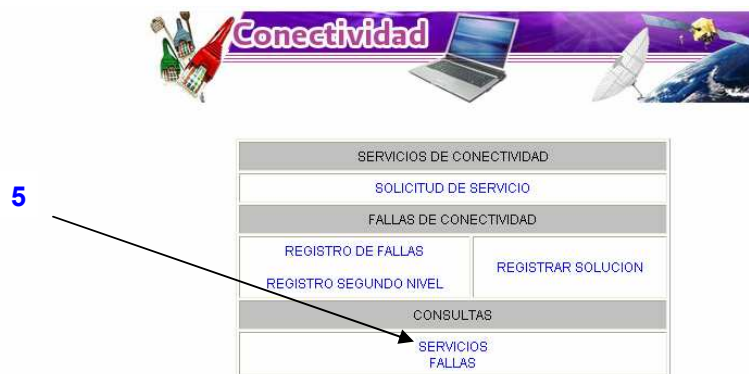 Conectividad
SERVICIOS DE CONECTIVIDAD
SOLICITUD DE SERVICIO
5
FALLAS DE CONECTIVIDAD
REGISTRO DE FALLAS
REGISTRO SEGUNDO NIVEL
REGISTRAR SOLUCION
CONSULTAS
SERVICIOS
FALLAS